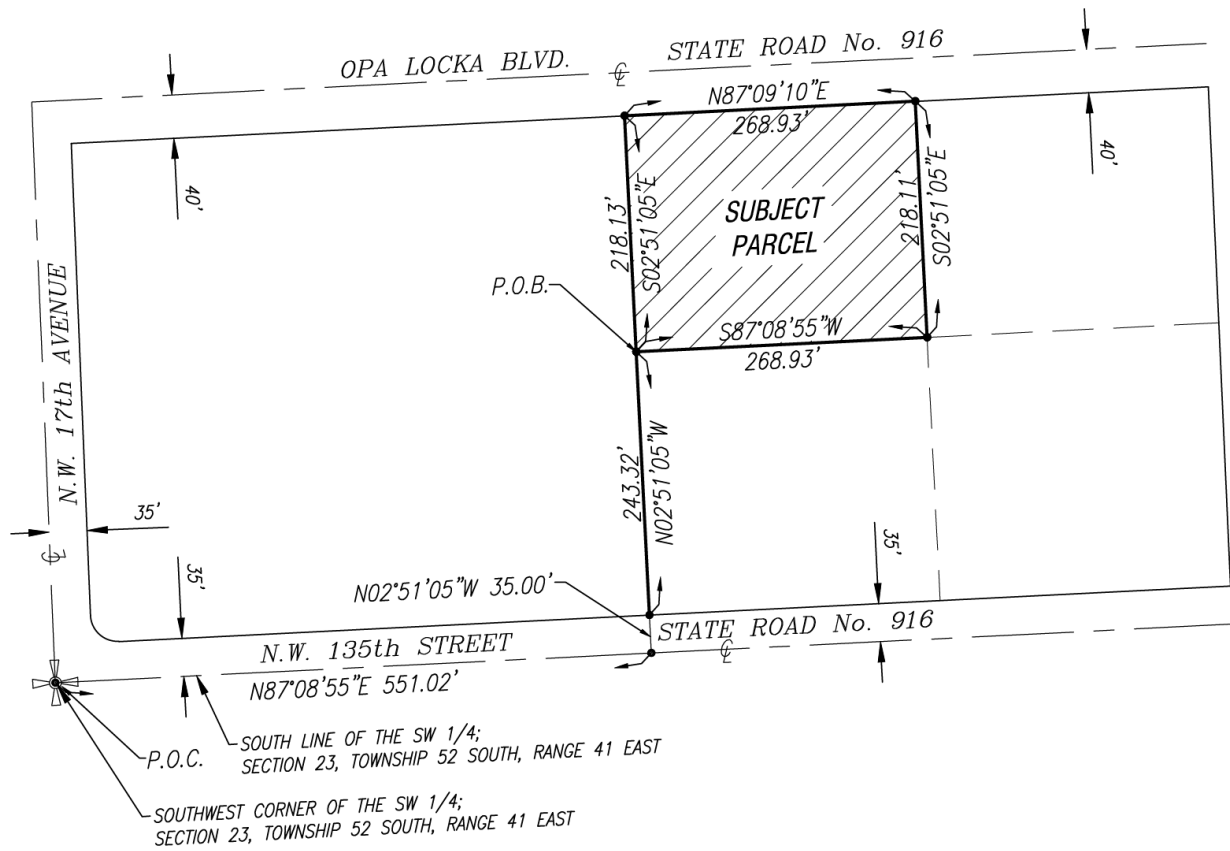 OPA LOCKA BLVD.
STATE ROAD No. 916
N87°09'10"E
268.93'
40'
40'
218.13'
S02°51'05"E
SUBJECT
PARCEL
218.11'
S02°51'05"E
P.O.B.
S87°08'55"W
268.93'
N.W. 17th AVENUE
243.32'
N02°51'05"W
35'
35'
35'
N02°51'05"W 35.00'
STATE ROAD No. 916
N.W. 135th STREET
N87°08'55"E 551.02'
P.O.C.
SOUTH LINE OF THE SW 1/4;
SECTION 23, TOWNSHIP 52 SOUTH, RANGE 41 EAST
SOUTHWEST CORNER OF THE SW 1/4;
SECTION 23, TOWNSHIP 52 SOUTH, RANGE 41 EAST